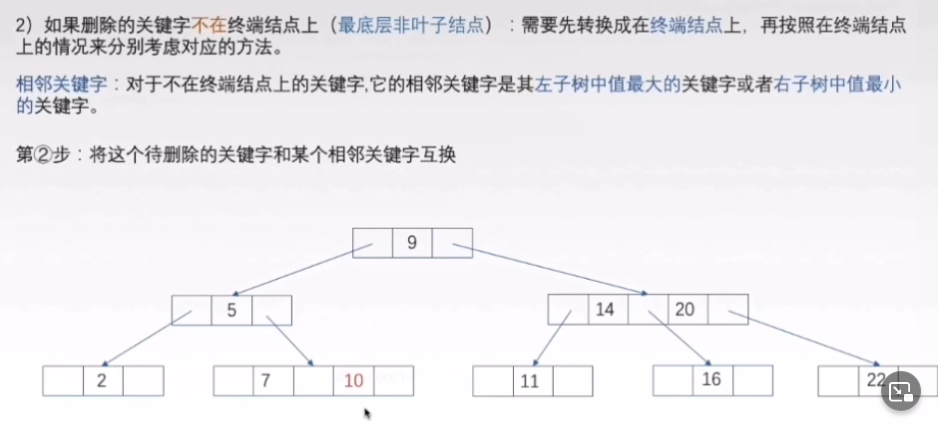 2）如果删除的关键字不在终端结点上（最底层非叶子结点）：需要先转换成在终端结点上，再按照在终端结点
上的情况来分别考虑对应的方法。
相邻关键字：对于不在终端结点上的关键字,它的相邻关键字是其左子树中值最大的关键字或者右子树中值最小
的关键字。
第②步：将这个待删除的关键字和某个相邻关键字互换
9
5
14 20
2 7 10 11 16 22